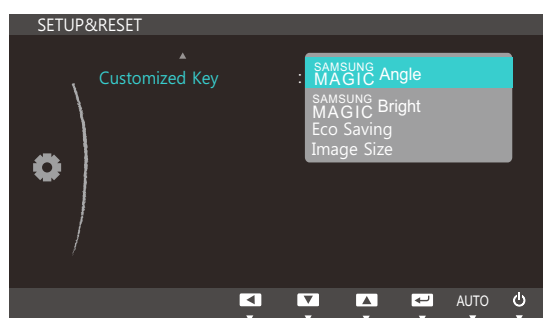 SETUP&RESET
Customized Key : SAMSUNG MAGIC Angle
SAMSUNG MAGIC Bright
Eco Saving
Image Size
AUTO